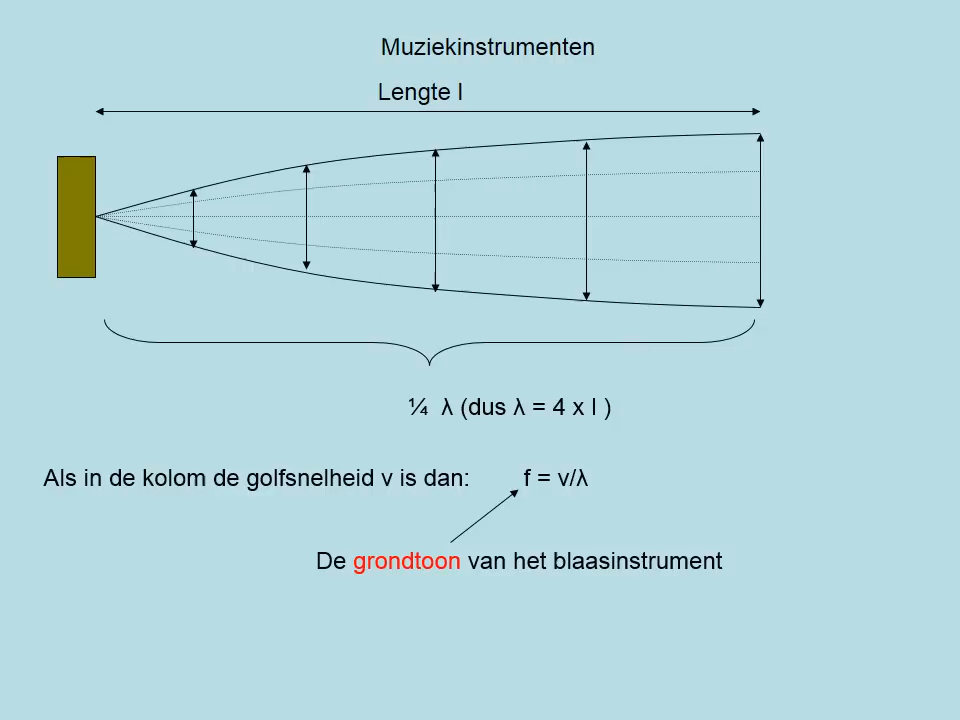 Muziekinstrumenten
Lengte l
¼ λ (dus λ = 4 x l )
Als in de kolom de golfsnelheid v is dan: f = v/λ
De grondtoon van het blaasinstrument